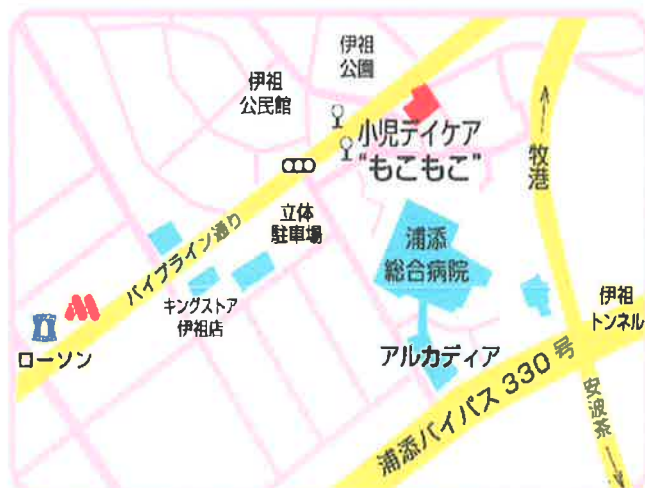 伊祖
公園
伊祖
公民館
小児デイケア
"もこもこ"
牧港
立体
駐車場
パイプライン通り
浦添
総合病院
キングストア
伊祖店
伊祖
トンネル
ローソン
アルカディア
浦添バイパス330号
安波茶